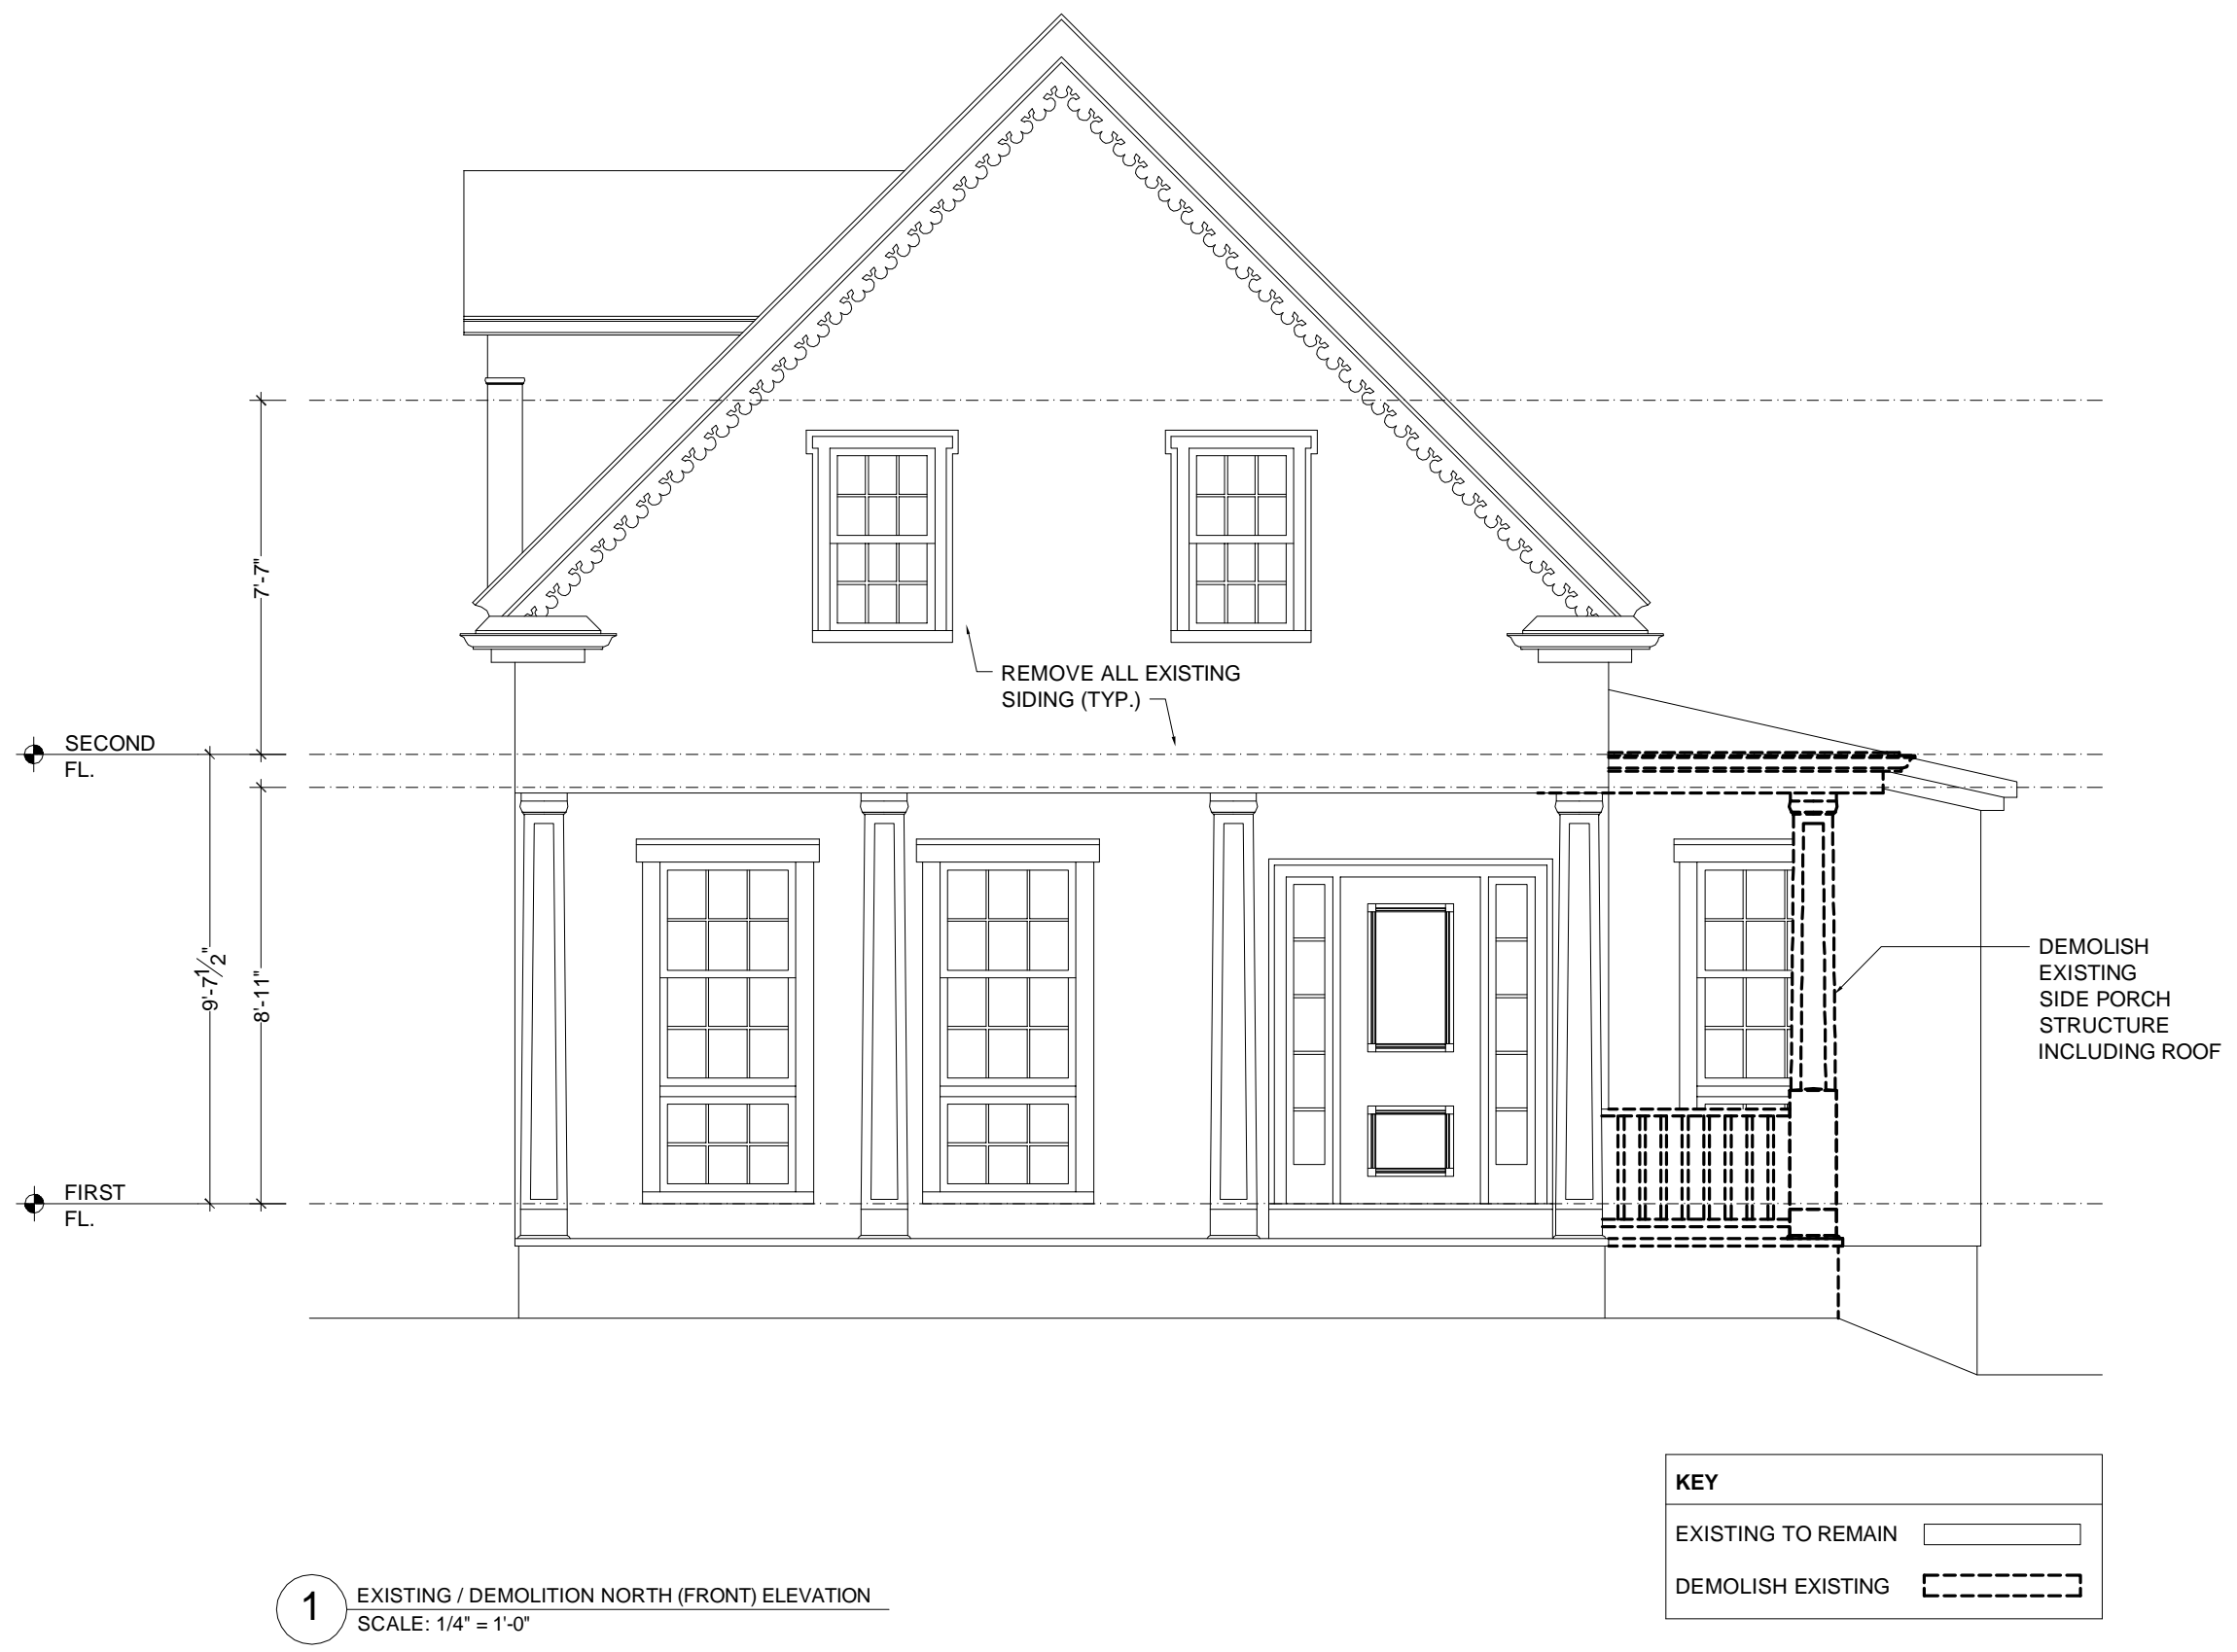 7'-7"
REMOVE ALL EXISTING
SIDING (TYP.)
SECOND
FL.
9'-7½"
8'-11"
DEMOLISH
EXISTING
SIDE PORCH
STRUCTURE
INCLUDING ROOF
FIRST
FL.
KEY
EXISTING TO REMAIN
DEMOLISH EXISTING
1
EXISTING / DEMOLITION NORTH (FRONT) ELEVATION
SCALE: 1/4" = 1'-0"